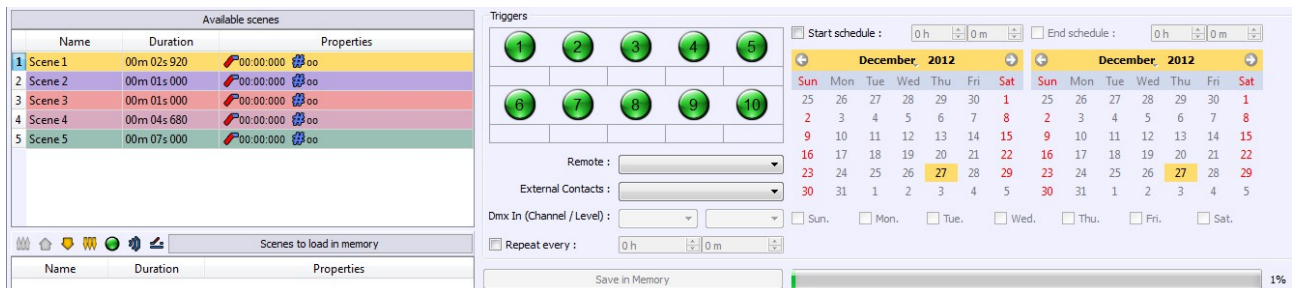 Available scenes
Name Duration Properties
1 Scene 1 00m 02s 920 00:00:000 oo
2 Scene 2 00m 01s 000 00:00:000 oo
3 Scene 3 00m 01s 000 00:00:000 oo
4 Scene 4 00m 04s 680 00:00:000 oo
5 Scene 5 00m 07s 000 00:00:000 oo
Scenes to load in memory
Name Duration Properties
Triggers
1 2 3 4 5
6 7 8 9 10
Remote :
External Contacts :
Dmx In (Channel / Level) :
Repeat every : 0 h 0 m
Save in Memory
Start schedule : 0 h 0 m
December, 2012
Sun Mon Tue Wed Thu Fri Sat
25 26 27 28 29 30 1
2 3 4 5 6 7 8
9 10 11 12 13 14 15
16 17 18 19 20 21 22
23 24 25 26 27 28 29
30 31 1 2 3 4 5
End schedule : 0 h 0 m
December, 2012
Sun Mon Tue Wed Thu Fri Sat
25 26 27 28 29 30 1
2 3 4 5 6 7 8
9 10 11 12 13 14 15
16 17 18 19 20 21 22
23 24 25 26 27 28 29
30 31 1 2 3 4 5
Sun. Mon. Tue. Wed. Thu. Fri. Sat.
1%